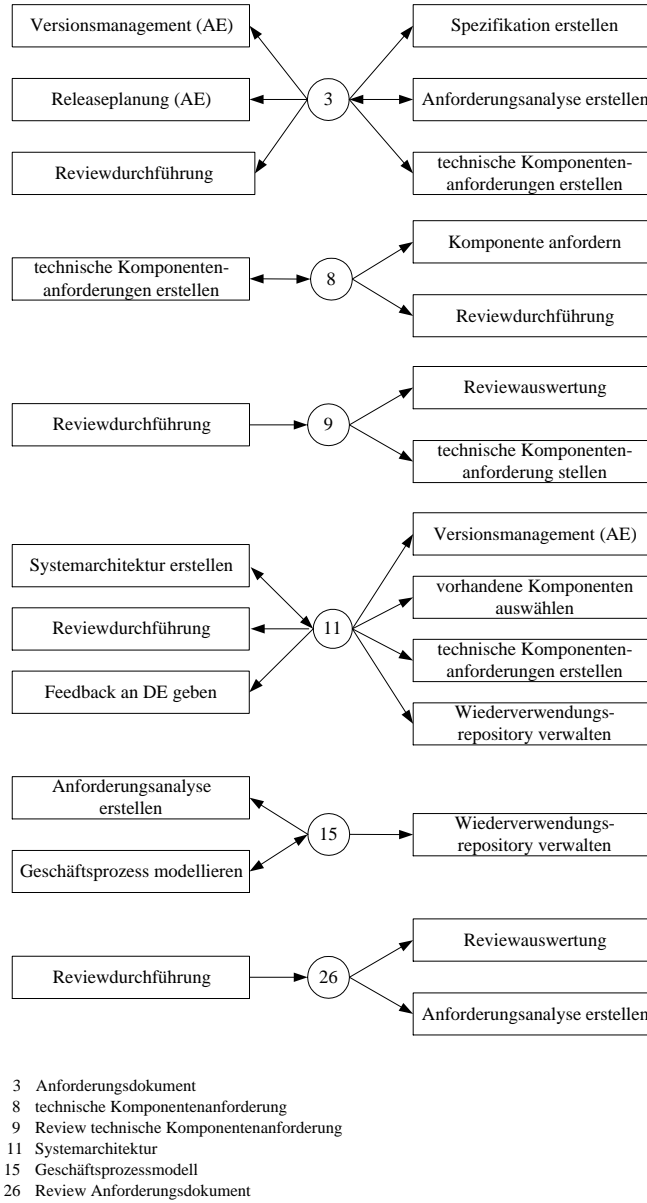 Versionsmanagement (AE)
Spezifikation erstellen
Releaseplanung (AE)
3
Anforderungsanalyse erstellen
Reviewdurchführung
technische Komponenten-
anforderungen erstellen
technische Komponenten-
anforderungen erstellen
8
Komponente anfordern
Reviewdurchführung
Reviewdurchführung
9
Reviewauswertung
technische Komponenten-
anforderung stellen
Systemarchitektur erstellen
Reviewdurchführung
Feedback an DE geben
11
Versionsmanagement (AE)
vorhandene Komponenten
auswählen
technische Komponenten-
anforderungen erstellen
Wiederverwendungs-
repository verwalten
Anforderungsanalyse
erstellen
Geschäftsprozess modellieren
15
Wiederverwendungs-
repository verwalten
Reviewdurchführung
26
Reviewauswertung
Anforderungsanalyse erstellen
3 Anforderungsdokument
8 technische Komponentenanforderung
9 Review technische Komponentenanforderung
11 Systemarchitektur
15 Geschäftsprozessmodell
26 Review Anforderungsdokument